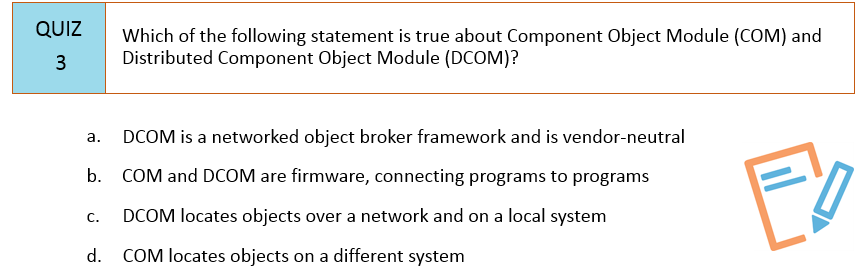 QUIZ
3
Which of the following statement is true about Component Object Module (COM) and
Distributed Component Object Module (DCOM)?
a. DCOM is a networked object broker framework and is vendor-neutral
b. COM and DCOM are firmware, connecting programs to programs
c. DCOM locates objects over a network and on a local system
d. COM locates objects on a different system